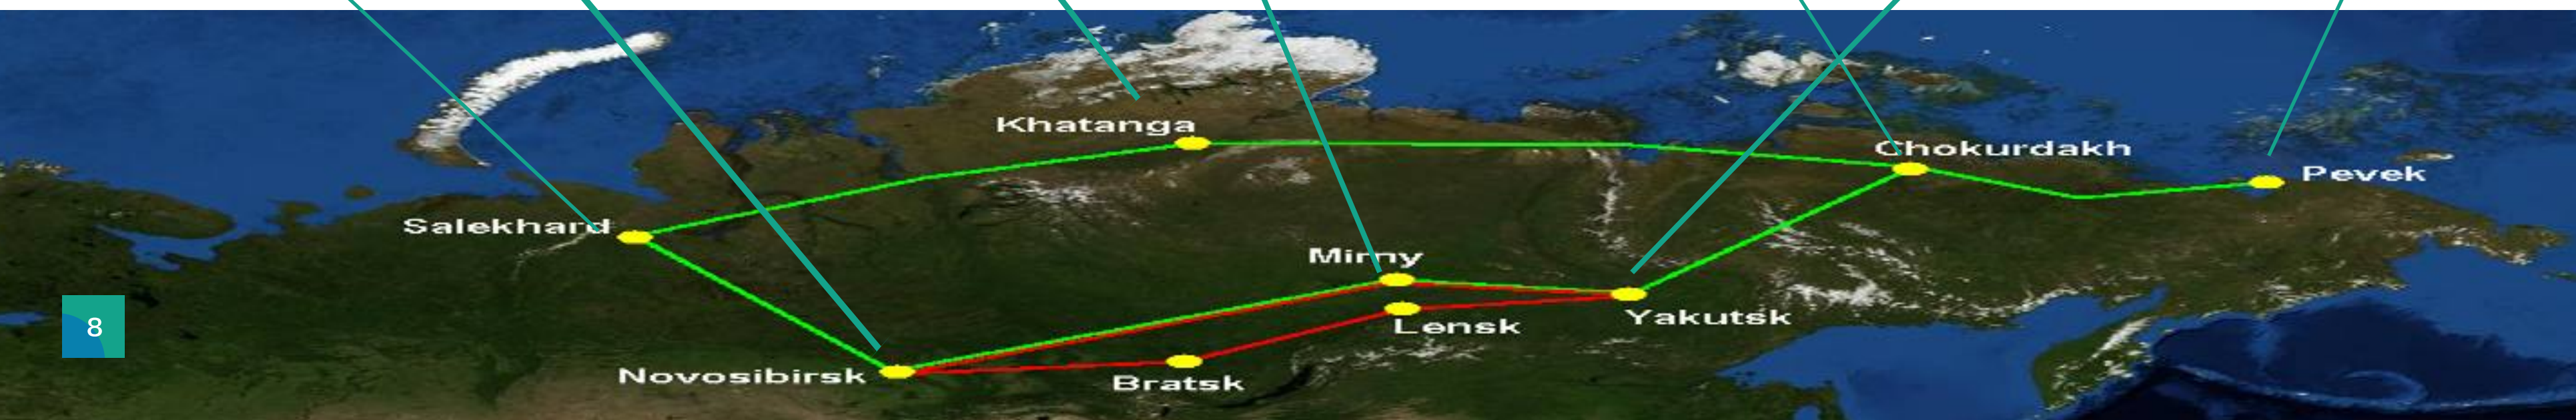 Khatanga
Chokurdakh
Pevek
Salekhard
Mirny
Lensk
Yakutsk
Novosibirsk
Bratsk
8